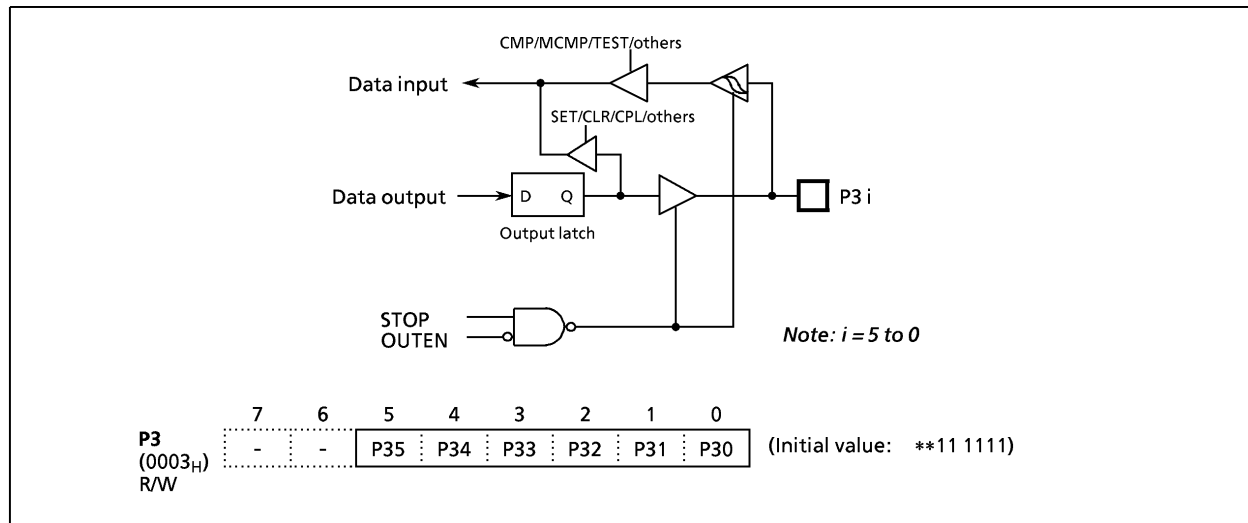 CMP/MCMP/TEST/others
Data input
SET/CLR/CPL/others
Data output
D Q
P3 i
Output latch
STOP
OUTEN
Note: i = 5 to 0
7 6 5 4 3 2 1 0
P3
(0003H)
R/W
- - P35 P34 P33 P32 P31 P30
(Initial value: **11 1111)